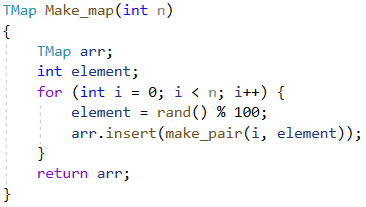 TMap Make_map(int n)
{
    TMap arr;
    int element;
    for (int i = 0; i < n; i++) {
        element = rand() % 100;
        arr.insert(make_pair(i, element));
    }
    return arr;
}